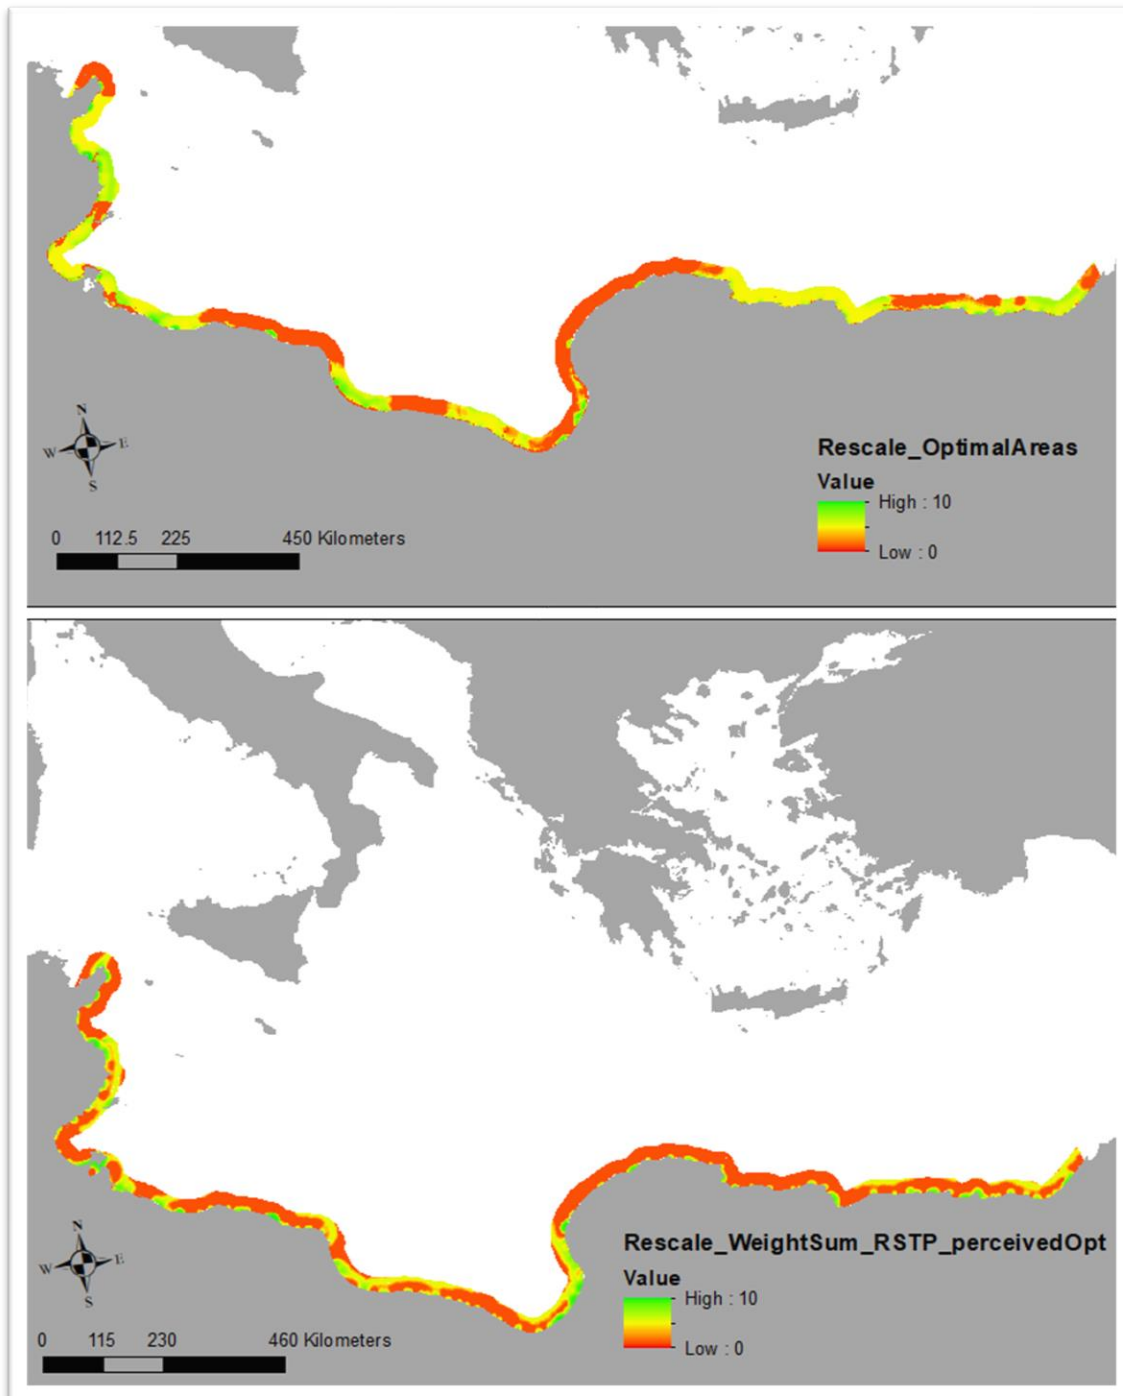 N
W E
S
0 112.5 225 450 Kilometers
Rescale_OptimalAreas
Value
High : 10
Low : 0
N
W E
S
0 115 230 460 Kilometers
Rescale_WeightSum_RSTP_perceivedOpt
Value
High : 10
Low : 0